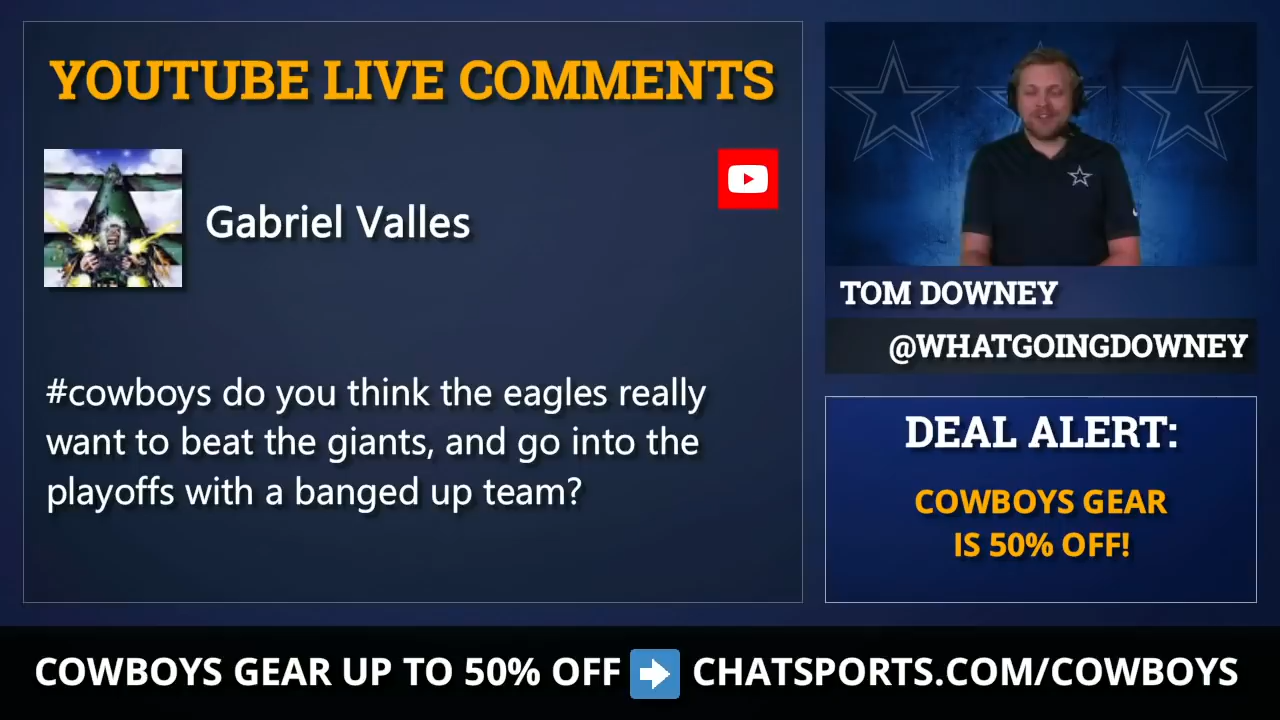 YOUTUBE LIVE COMMENTS
Gabriel Valles
#cowboys do you think the eagles really
want to beat the giants, and go into the
playoffs with a banged up team?
TOM DOWNEY
@WHATGOINGDOWNEY
DEAL ALERT:
COWBOYS GEAR
IS 50% OFF!
COWBOYS GEAR UP TO 50% OFF ➡ CHATSPORTS.COM/COWBOYS